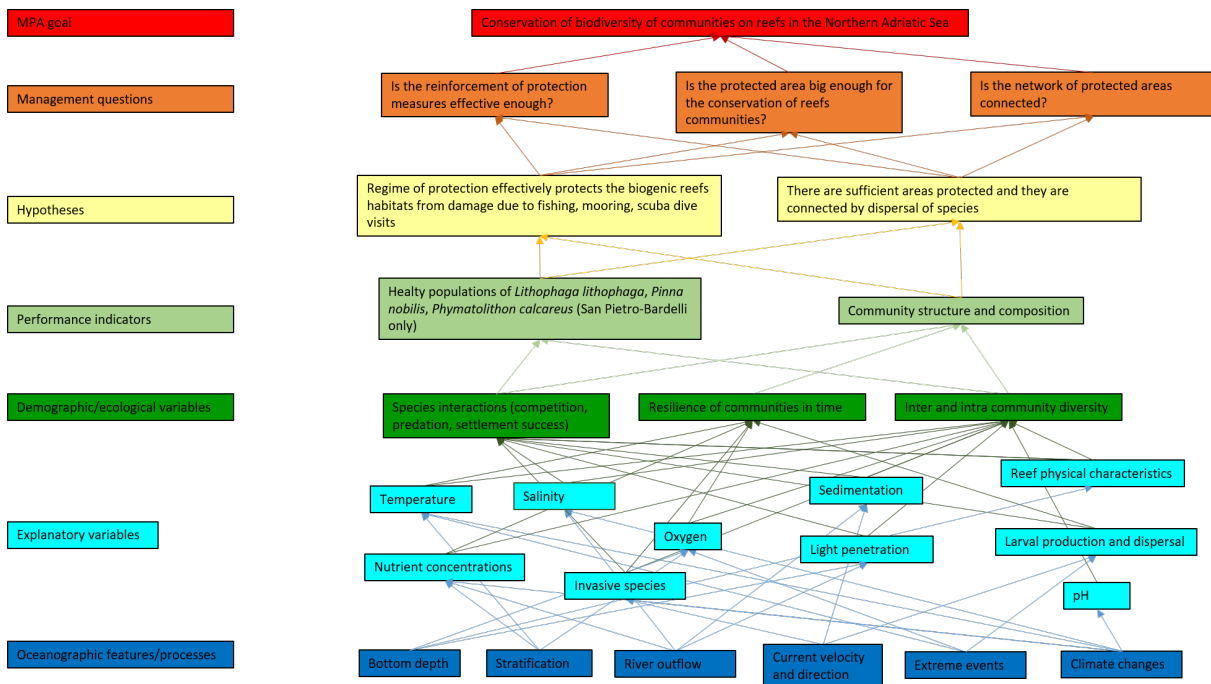 MPA goal
Conservation of biodiversity of communities on reefs in the Northern Adriatic Sea
Management questions
Is the reinforcement of protection
measures effective enough?
Is the protected area big enough for
the conservation of reefs
communities?
Is the network of protected areas
connected?
Hypotheses
Regime of protection effectively protects the biogenic reefs
habitats from damage due to fishing, mooring, scuba dive
visits
There are sufficient areas protected and they are
connected by dispersal of species
Performance indicators
Healty populations of Lithophaga lithophaga, Pinna
nobilis, Phymatolithon calcareus (San Pietro-Bardelli
only)
Community structure and composition
Demographic/ecological variables
Species interactions (competition,
predation, settlement success)
Resilience of communities in time
Inter and intra community diversity
Explanatory variables
Reef physical characteristics
Temperature
Salinity
Sedimentation
Oxygen
Light penetration
Larval production and dispersal
Nutrient concentrations
Invasive species
pH
Oceanographic features/processes
Bottom depth
Stratification
River outflow
Current velocity
and direction
Extreme events
Climate changes